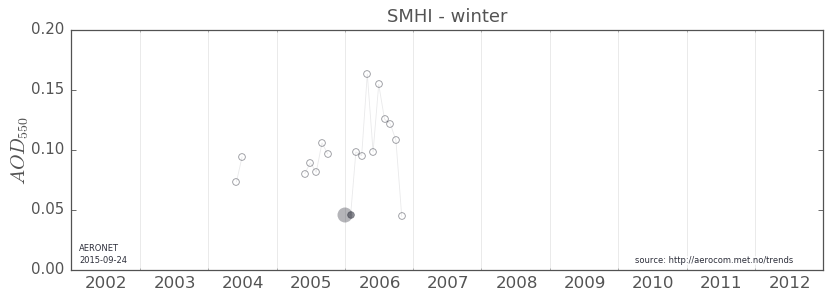 SMHI - winter
0.20
0.15
0.10
0.05
0.00
AOD550
AERONET
2015-09-24
source: http://aerocom.met.no/trends
2002 2003 2004 2005 2006 2007 2008 2009 2010 2011 2012